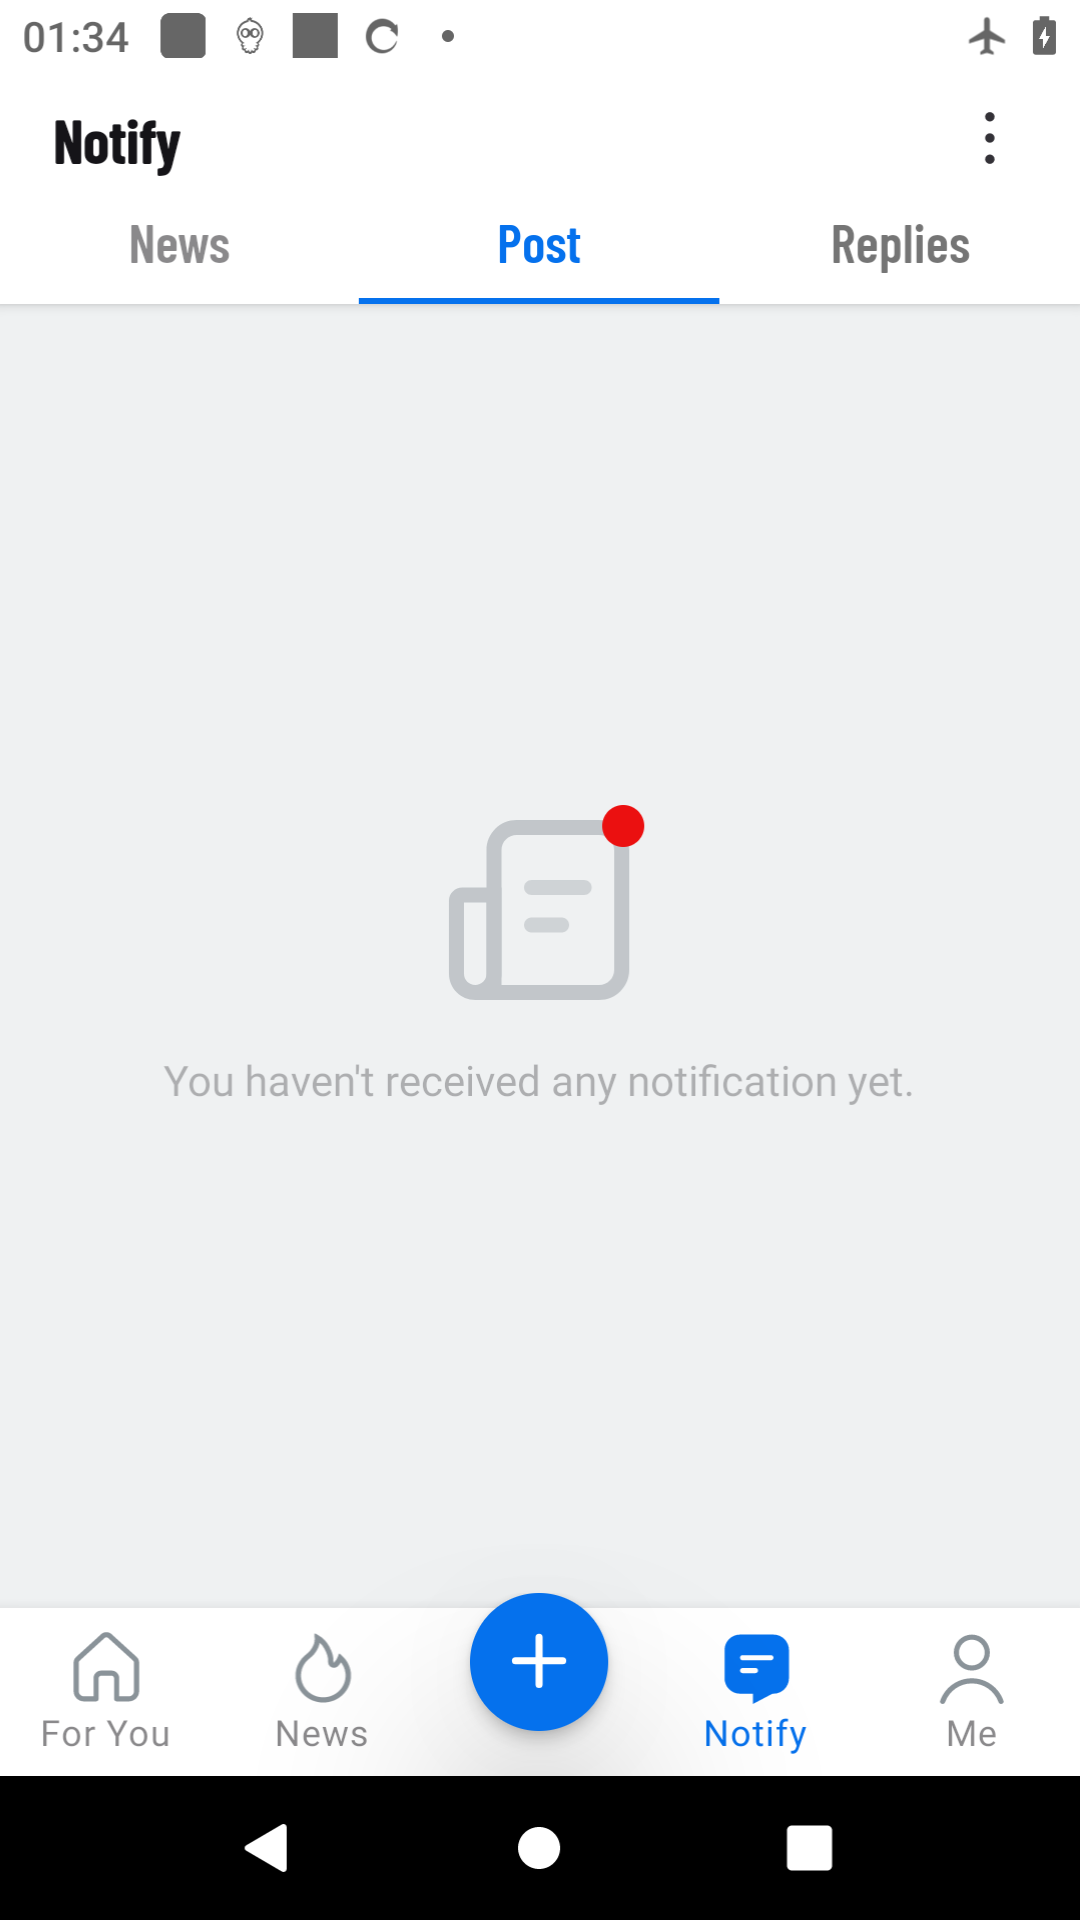 01:34
Notify
News
Post
Replies
You haven't received any notification yet.
For You
News
Notify
Me